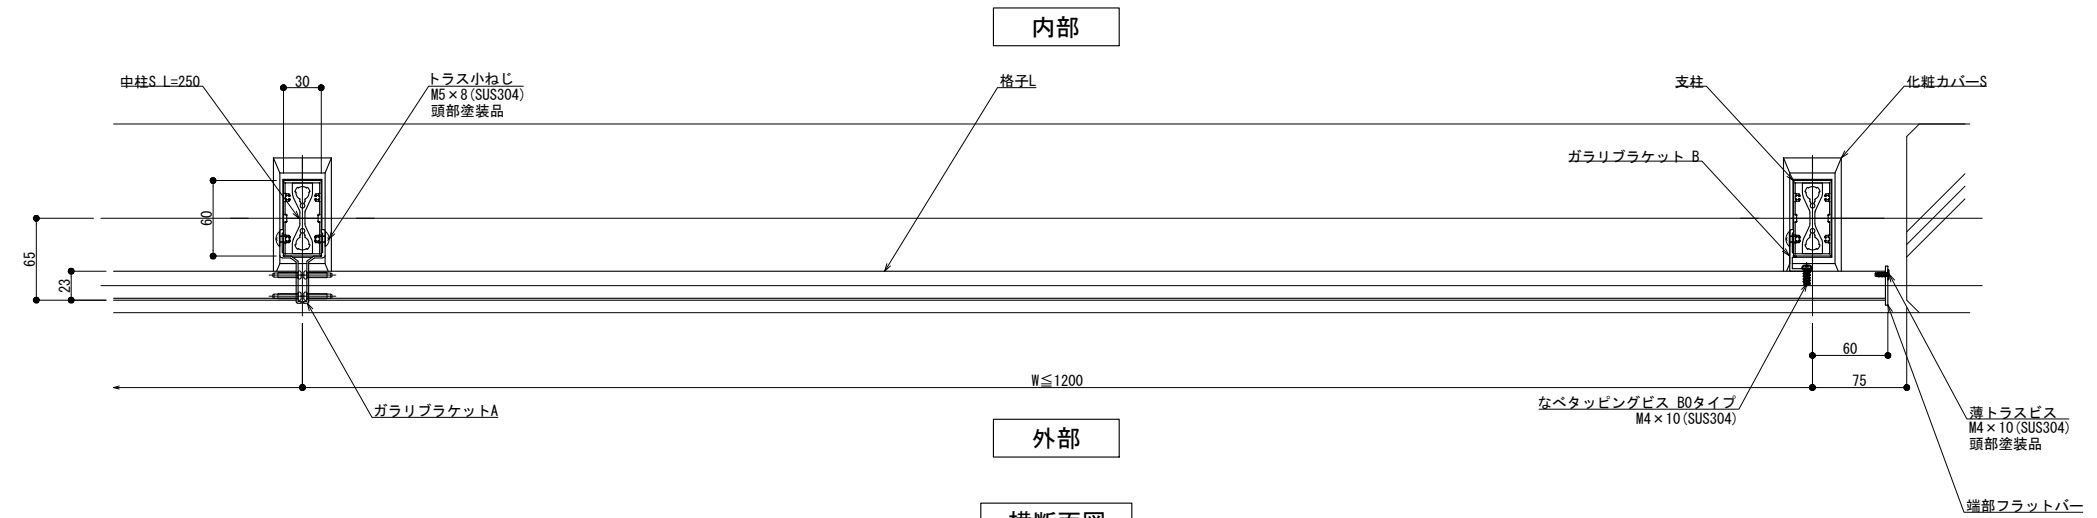 内部
中柱S L=250
30
トラス小ねじ
M5×8(SUS304)
頭部塗装品
格子L
支柱
化粧カバーS
ガラリブラケット B
60
65
23
60
W≦1200
75
ガラリブラケットA
なべタッピングビス B0タイプ
M4×10(SUS304)
薄トラスビス
M4×10(SUS304)
頭部塗装品
外部
端部フラットバー
横断面図